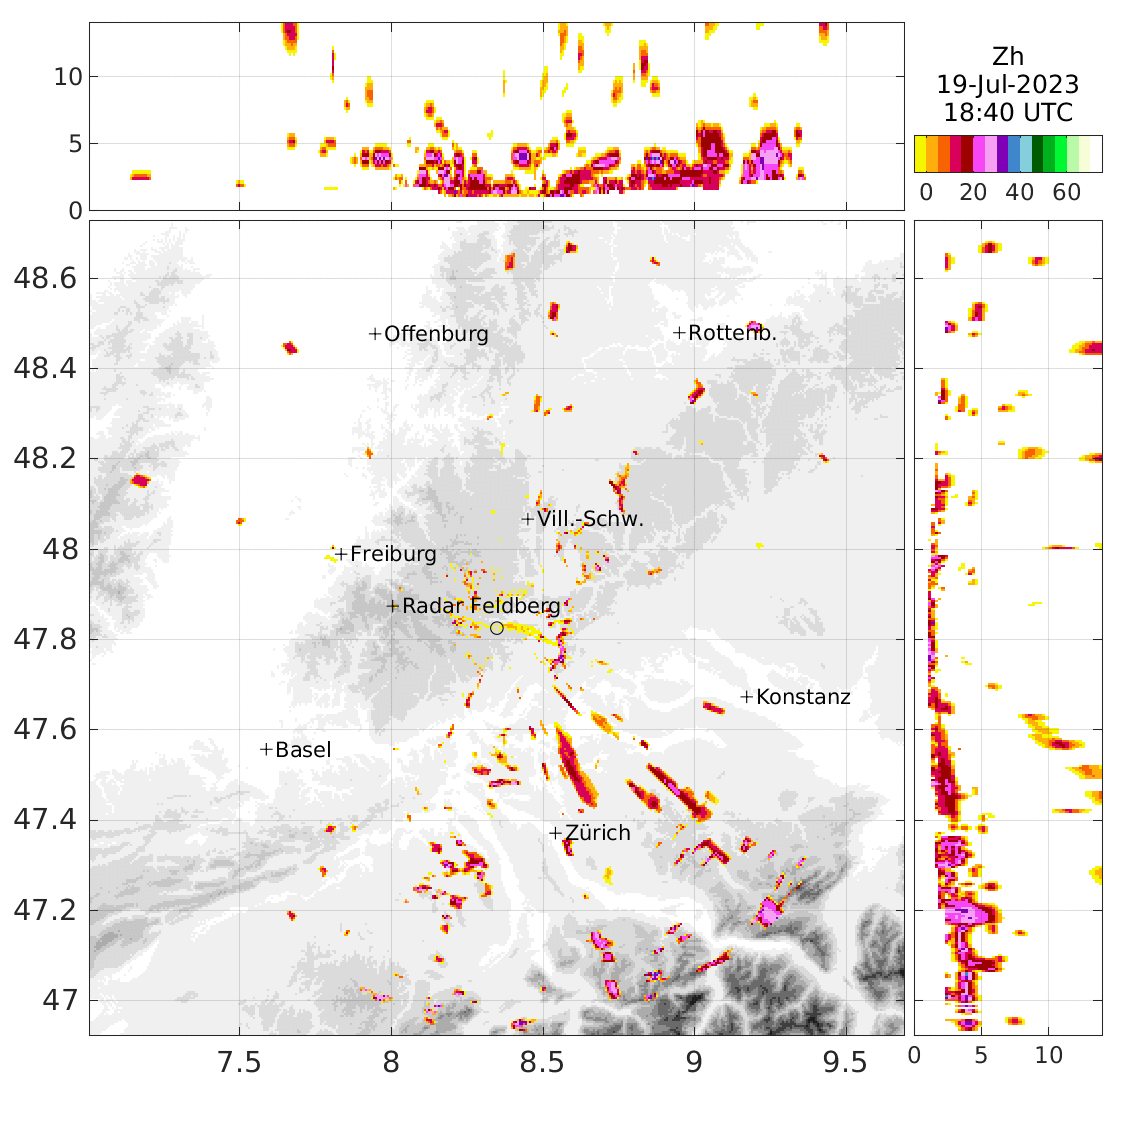 10
5
0
Zh
19-Jul-2023
18:40 UTC
0 20 40 60
48.6
48.4
48.2
48
47.8
47.6
47.4
47.2
47
+Offenburg
+Rottenb.
+Vill.-Schw.
+Freiburg
+Radar Feldberg
+Konstanz
+Basel
+Zürich
7.5 8 8.5 9 9.5
0 5 10